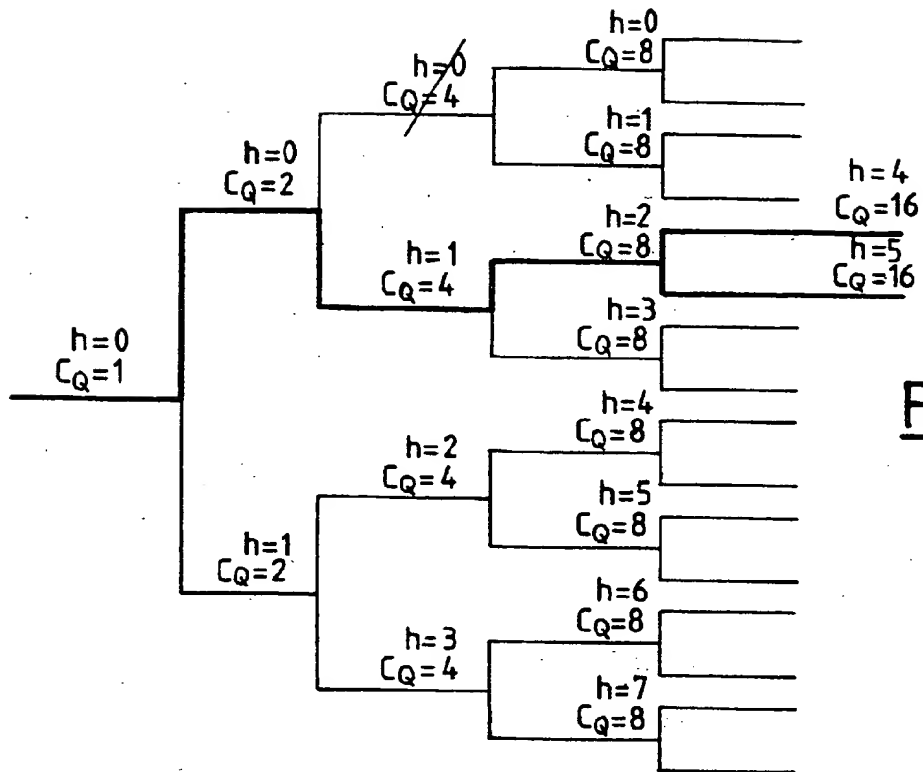 h=0
C_Q=1
h=0
C_Q=2
h=1
C_Q=2
h=0
C_Q=4
h=1
C_Q=4
h=2
C_Q=4
h=3
C_Q=4
h=0
C_Q=8
h=1
C_Q=8
h=2
C_Q=8
h=3
C_Q=8
h=4
C_Q=8
h=5
C_Q=8
h=6
C_Q=8
h=7
C_Q=8
h=4
C_Q=16
h=5
C_Q=16